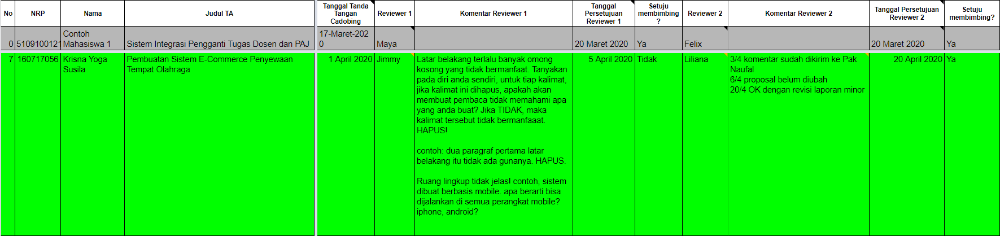 No
NRP
Nama
Judul TA
Tanggal Tanda
Tangan
Cadobing
Reviewer 1
Komentar Reviewer 1
Tanggal
Persetujuan
Reviewer 1
Setuju
membimbing
?
Reviewer 2
Komentar Reviewer 2
Tanggal Persetujuan
Reviewer 2
Setuju
membimbing?
0
5109100121
Contoh
Mahasiswa 1
Sistem Integrasi Pengganti Tugas Dosen dan PAJ
17-Maret-202
0
Maya
20 Maret 2020
Ya
Felix
20 Maret 2020
Ya
7
160717056
Krisna Yoga
Susila
Pembuatan Sistem E-Commerce Penyewaan
Tempat Olahraga
1 April 2020
Jimmy
Latar belakang terlalu banyak omong
kosong yang tidak bermanfaat. Tanyakan
pada diri anda sendiri, untuk tiap kalimat,
jika kalimat ini dihapus, apakah akan
membuat pembaca tidak memahami apa
yang anda buat? Jika TIDAK, maka
kalimat tersebut tidak bermanfaaat.
HAPUS!
contoh: dua paragraf pertama latar
belakang itu tidak ada gunanya. HAPUS.
Ruang lingkup tidak jelas! contoh, sistem
dibuat berbasis mobile. apa berarti bisa
dijalankan di semua perangkat mobile?
iphone, android?
5 April 2020
Tidak
Liliana
3/4 komentar sudah dikirim ke Pak
Naufal
6/4 proposal belum diubah
20/4 OK dengan revisi laporan minor
20 April 2020
Ya